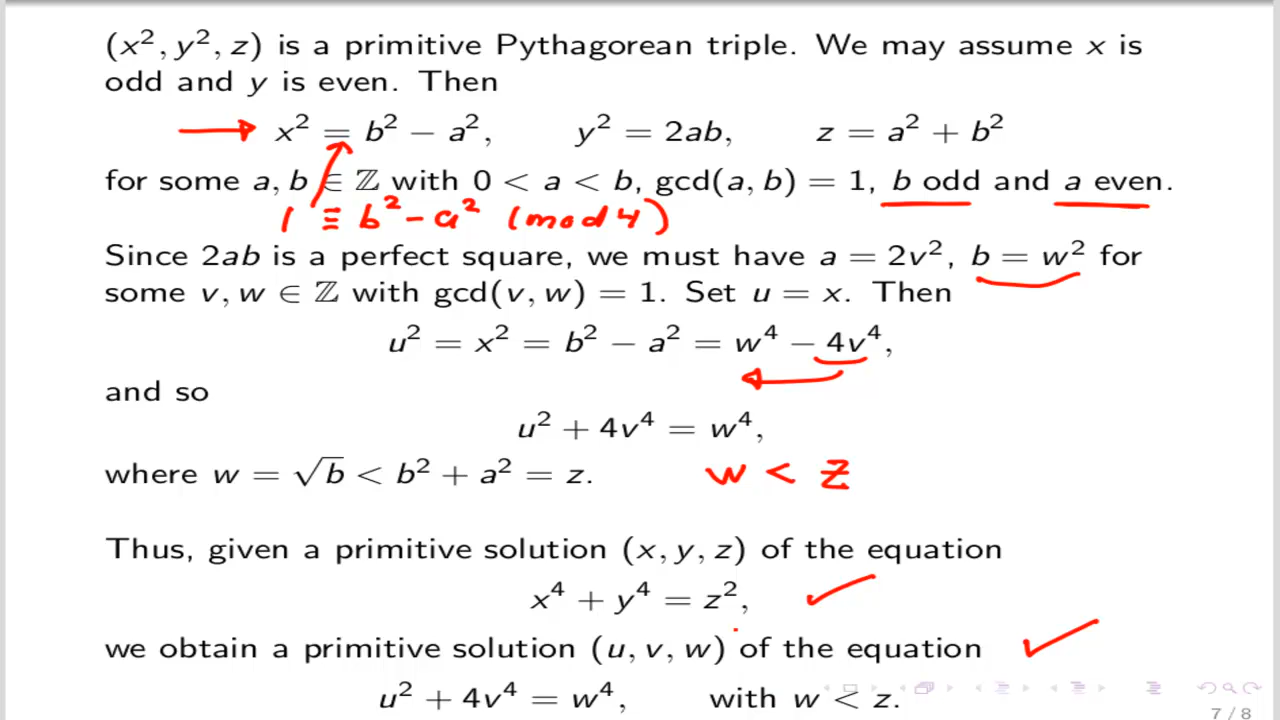 (x², y², z) is a primitive Pythagorean triple. We may assume x is
odd and y is even. Then
x² = b² − a², y² = 2ab, z = a² + b²
for some a, b ∈ ℤ with 0 < a < b, gcd(a, b) = 1, b odd and a even.
1 ≡ b² − a² (mod 4)
Since 2ab is a perfect square, we must have a = 2v², b = w² for
some v, w ∈ ℤ with gcd(v, w) = 1. Set u = x. Then
u² = x² = b² − a² = w⁴ − 4v⁴,
and so
u² + 4v⁴ = w⁴,
where w = √b < b² + a² = z. w < z
Thus, given a primitive solution (x, y, z) of the equation
x⁴ + y⁴ = z²,
we obtain a primitive solution (u, v, w) of the equation
u² + 4v⁴ = w⁴, with w < z.
7 / 8